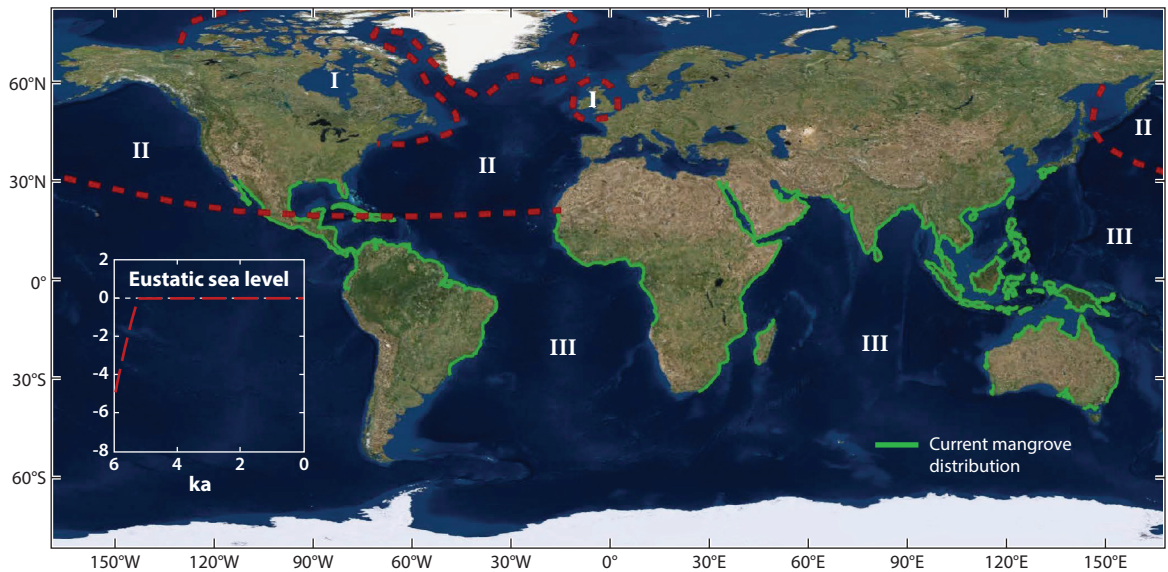 60°N
30°N
0°
30°S
60°S
I
I
II
II
II
III
III
III
2
0
-2
-4
-6
-8
Eustatic sea level
6
4
2
0
ka
Current mangrove
distribution
150°W
120°W
90°W
60°W
30°W
0°
30°E
60°E
90°E
120°E
150°E